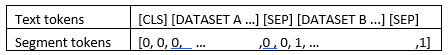 Text tokens [CLS] [DATASET A ...] [SEP] [DATASET B ...] [SEP]
Segment tokens [0, 0, 0, ... ,0 , 0, 1, ... ,1]